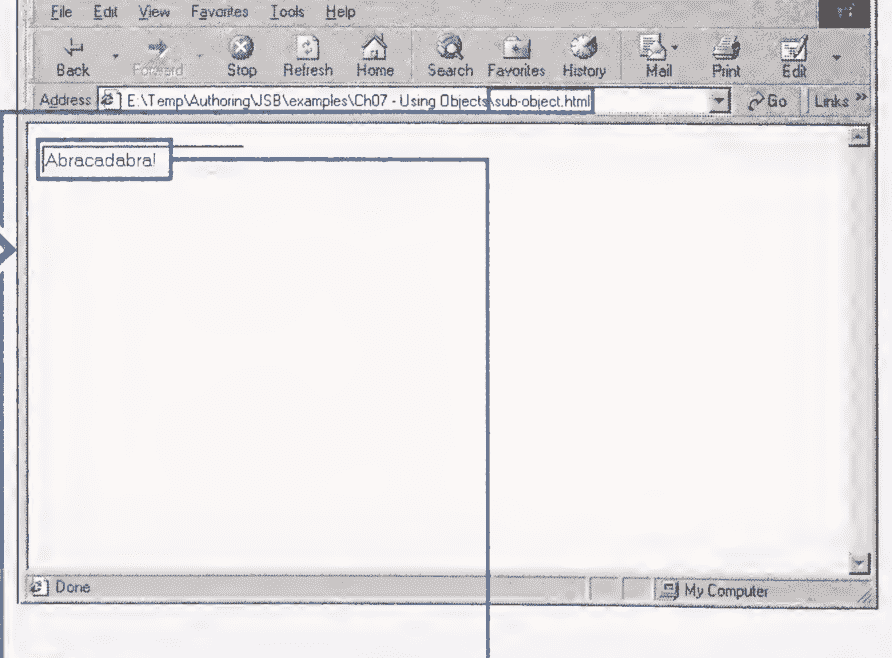 File Edit View Favorites Tools Help
Back Forward Stop Refresh Home Search Favorites History Mail Print Edit
Address E:\Temp\Authoring\JSB\examples\Ch07 - Using Objects\sub-object.html Go Links »
Abracadabra!
Done My Computer